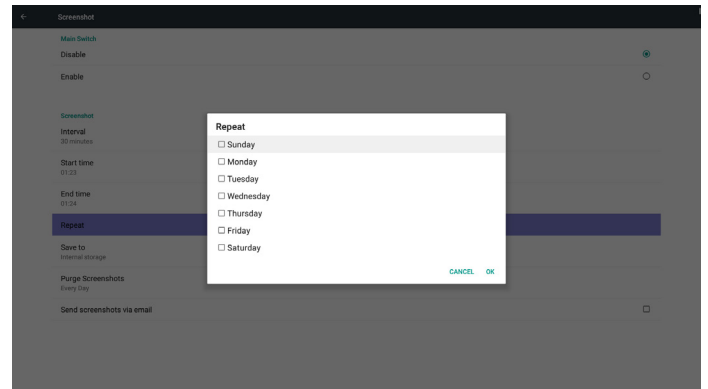 Screenshot
Main Switch
Disable
Enable
Screenshot
Interval
30 minutes
Start time
01:23
End time
01:24
Repeat
Save to
Internal storage
Purge Screenshots
Every Day
Send screenshots via email
Repeat
Sunday
Monday
Tuesday
Wednesday
Thursday
Friday
Saturday
CANCEL OK